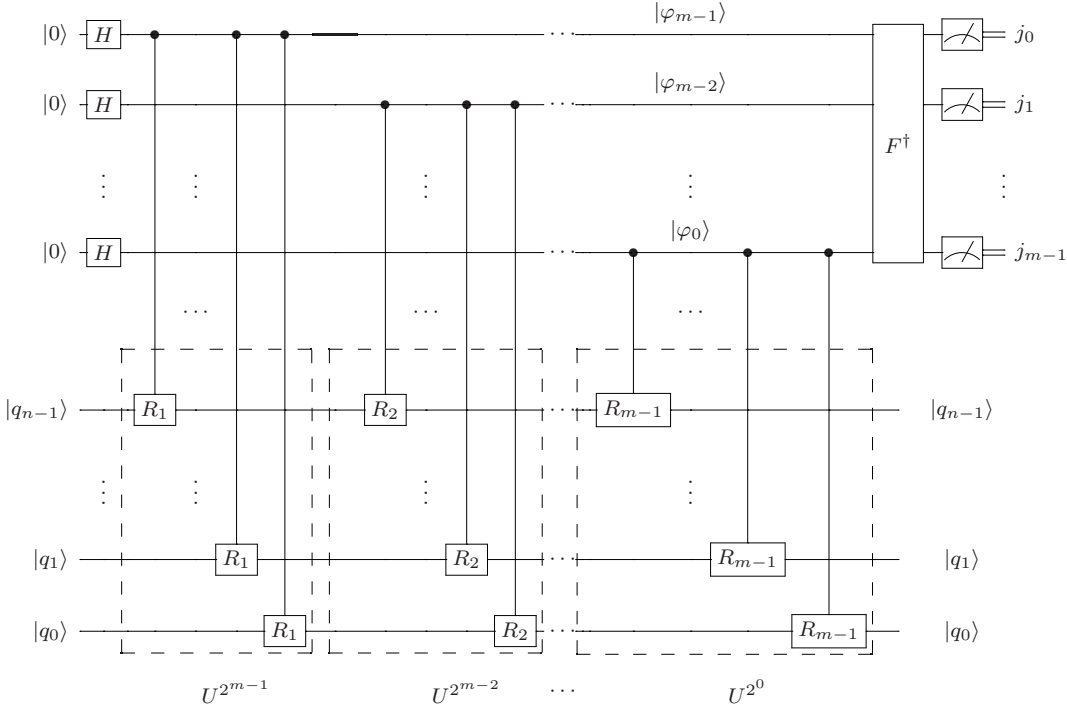 |φ_{m−1}⟩
|0⟩ H ··· j_0
|φ_{m−2}⟩
|0⟩ H ··· j_1
F^†
⋮ ⋮ ⋮ ⋮ ⋮
|φ_0⟩
|0⟩ H ··· j_{m−1}
··· ··· ···
|q_{n−1}⟩ R_1 R_2 ··· R_{m−1} |q_{n−1}⟩
⋮ ⋮ ⋮ ⋮
|q_1⟩ R_1 R_2 ··· R_{m−1} |q_1⟩
|q_0⟩ R_1 R_2 ··· R_{m−1} |q_0⟩
U^{2^{m−1}} U^{2^{m−2}} ··· U^{2^0}